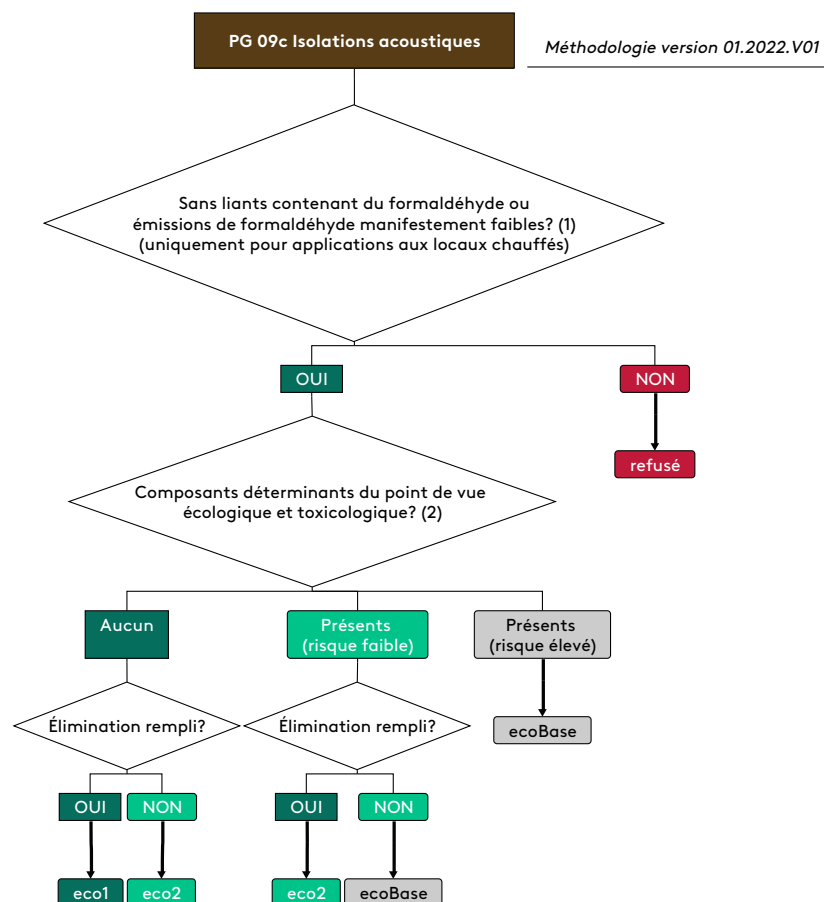 PG 09c Isolations acoustiques
Méthodologie version 01.2022.V01
Sans liants contenant du formaldéhyde ou
émissions de formaldéhyde manifestement faibles? (1)
(uniquement pour applications aux locaux chauffés)
OUI
NON
refusé
Composants déterminants du point de vue
écologique et toxicologique? (2)
Aucun
Présents
(risque faible)
Présents
(risque élevé)
Élimination rempli?
Élimination rempli?
ecoBase
OUI
NON
OUI
NON
eco1
eco2
eco2
ecoBase